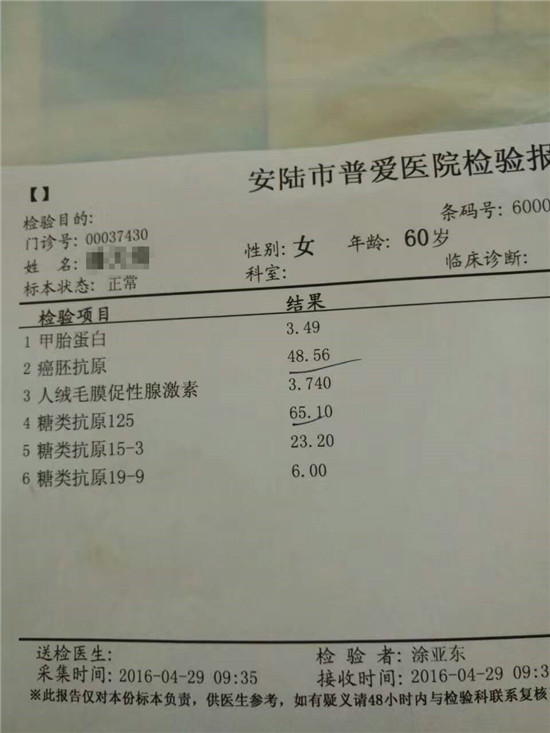 安陆市普爱医院检验报
【】
检验目的:
条码号: 6000
门诊号: 00037430
性别: 女 年龄: 60岁
姓 名:
科室: 临床诊断:
标本状态: 正常
检验项目 结果
1 甲胎蛋白 3.49
2 癌胚抗原 48.56
3 人绒毛膜促性腺激素 3.740
4 糖类抗原125 65.10
5 糖类抗原15-3 23.20
6 糖类抗原19-9 6.00
送检医生: 检 验 者: 涂亚东
采集时间: 2016-04-29 09:35 接收时间: 2016-04-29 09:3
※此报告仅对本份标本负责，供医生参考，如有疑义请48小时内与检验科联系复核